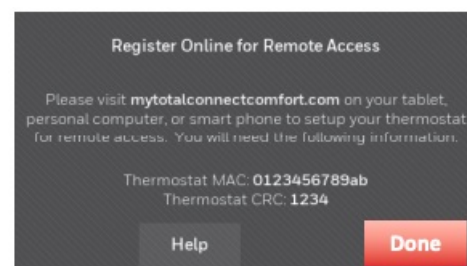 Register Online for Remote Access
Please visit mytotalconnectcomfort.com on your tablet,
personal computer, or smart phone to setup your thermostat
for remote access. You will need the following information.
Thermostat MAC: 0123456789ab
Thermostat CRC: 1234
Help
Done